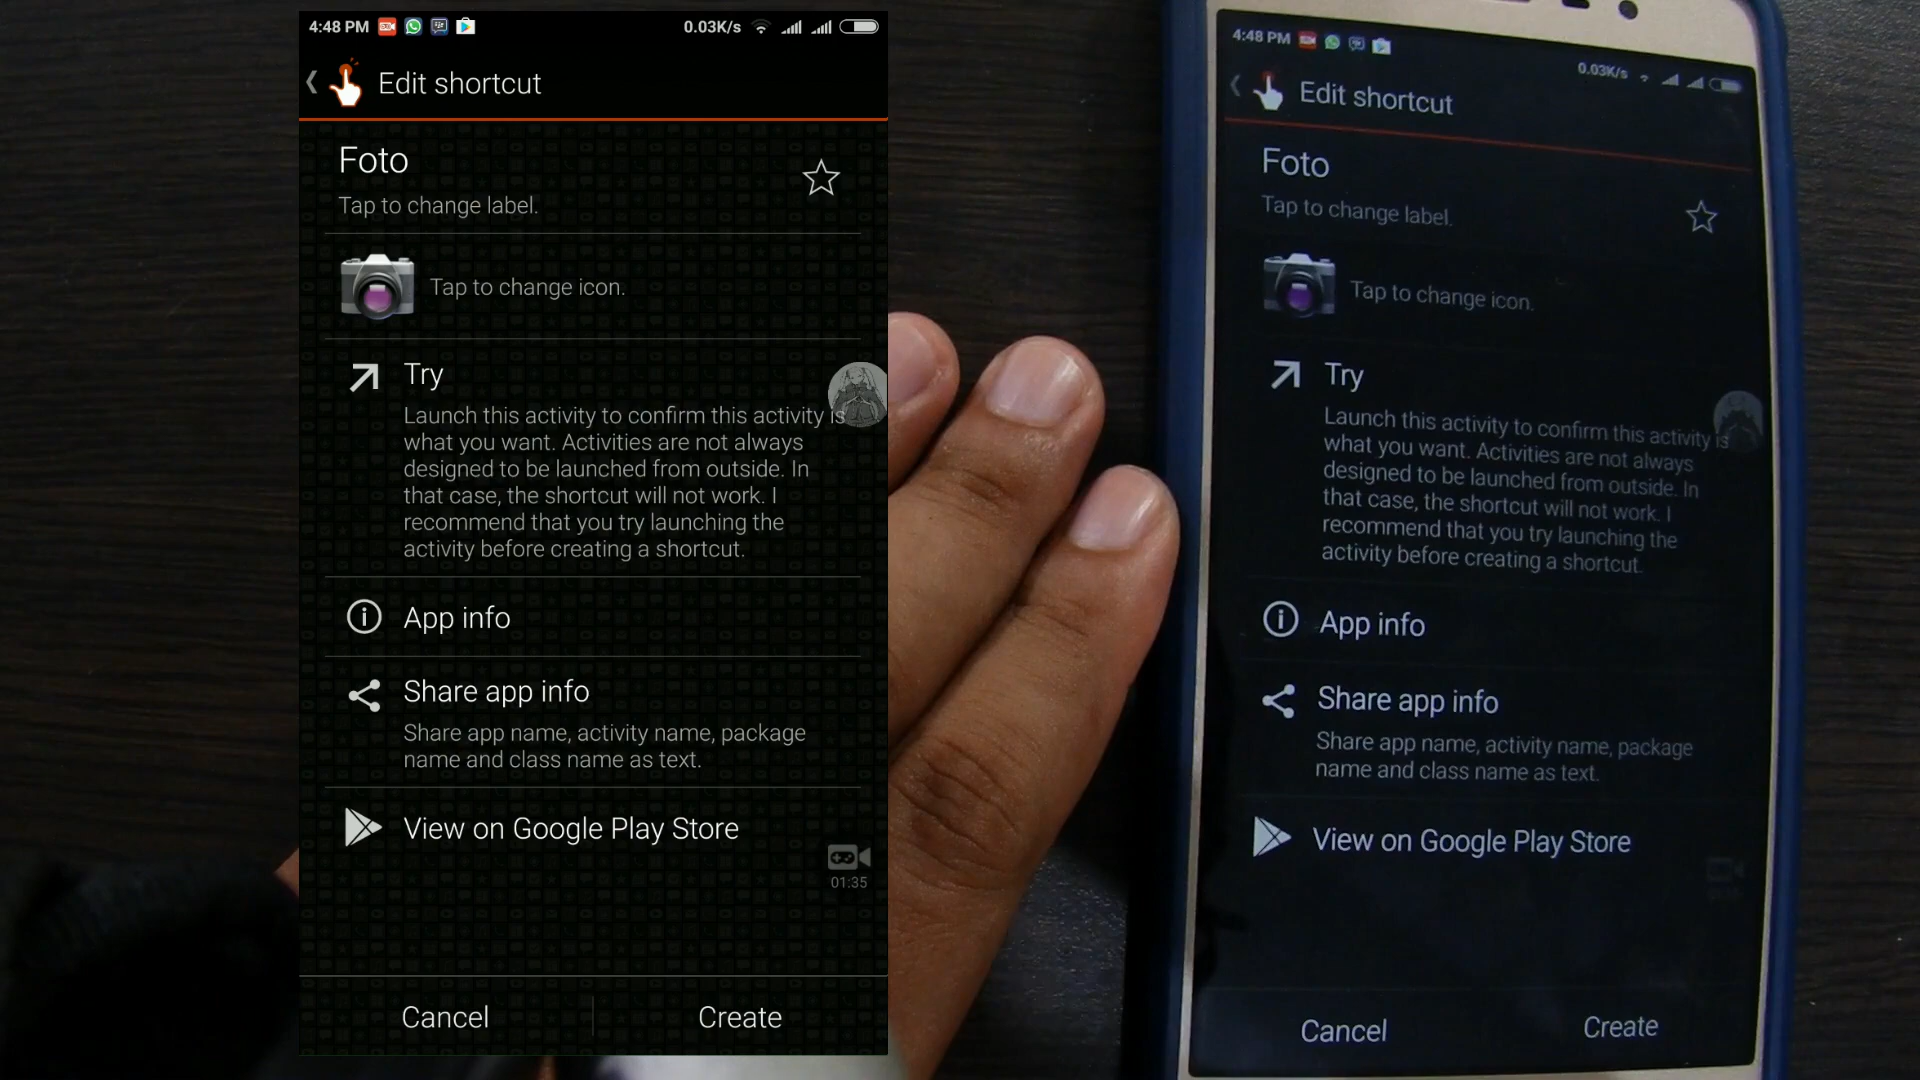 4:48 PM
0.03K/s
Edit shortcut
Foto
Tap to change label.
Tap to change icon.
Try
Launch this activity to confirm this activity is
what you want. Activities are not always
designed to be launched from outside. In
that case, the shortcut will not work. I
recommend that you try launching the
activity before creating a shortcut.
App info
Share app info
Share app name, activity name, package
name and class name as text.
View on Google Play Store
01:35
Cancel
Create
4:48 PM
0.03K/s
Edit shortcut
Foto
Tap to change label.
Tap to change icon.
Try
Launch this activity to confirm this activity is
what you want. Activities are not always
designed to be launched from outside. In
that case, the shortcut will not work. I
recommend that you try launching the
activity before creating a shortcut.
App info
Share app info
Share app name, activity name, package
name and class name as text.
View on Google Play Store
Cancel
Create